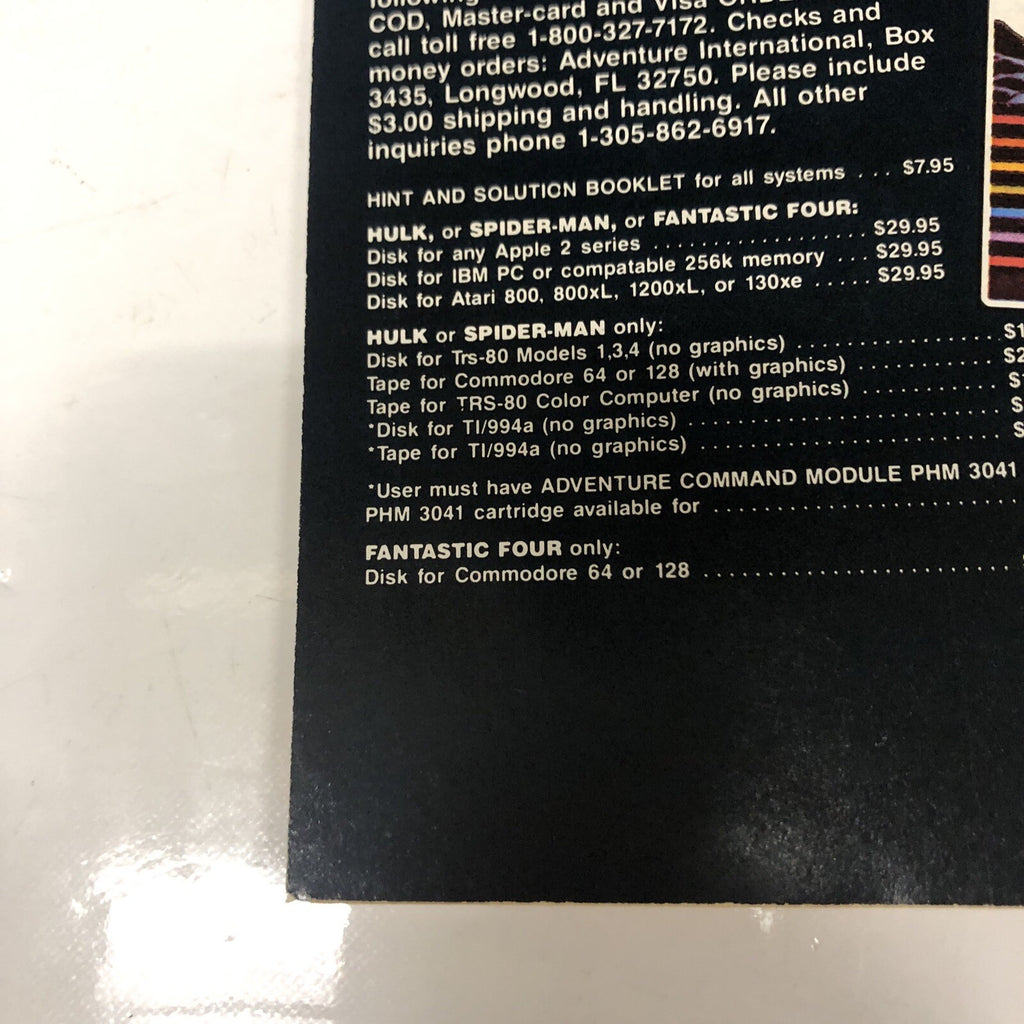 following
COD, Master-card and Visa
call toll free 1-800-327-7172. Checks and
money orders: Adventure International, Box
3435, Longwood, FL 32750. Please include
$3.00 shipping and handling. All other
inquiries phone 1-305-862-6917.
HINT AND SOLUTION BOOKLET for all systems ... $7.95
HULK, or SPIDER-MAN, or FANTASTIC FOUR:
Disk for any Apple 2 series .................. $29.95
Disk for IBM PC or compatable 256k memory ... $29.95
Disk for Atari 800, 800xL, 1200xL, or 130xe ..... $29.95
HULK or SPIDER-MAN only:
Disk for Trs-80 Models 1,3,4 (no graphics) ................. $1
Tape for Commodore 64 or 128 (with graphics) ............ $2
Tape for TRS-80 Color Computer (no graphics) ............ $1
*Disk for TI/994a (no graphics) ........................... $
*Tape for TI/994a (no graphics) .......................... $
*User must have ADVENTURE COMMAND MODULE PHM 3041
PHM 3041 cartridge available for .........................
FANTASTIC FOUR only:
Disk for Commodore 64 or 128 ..........................